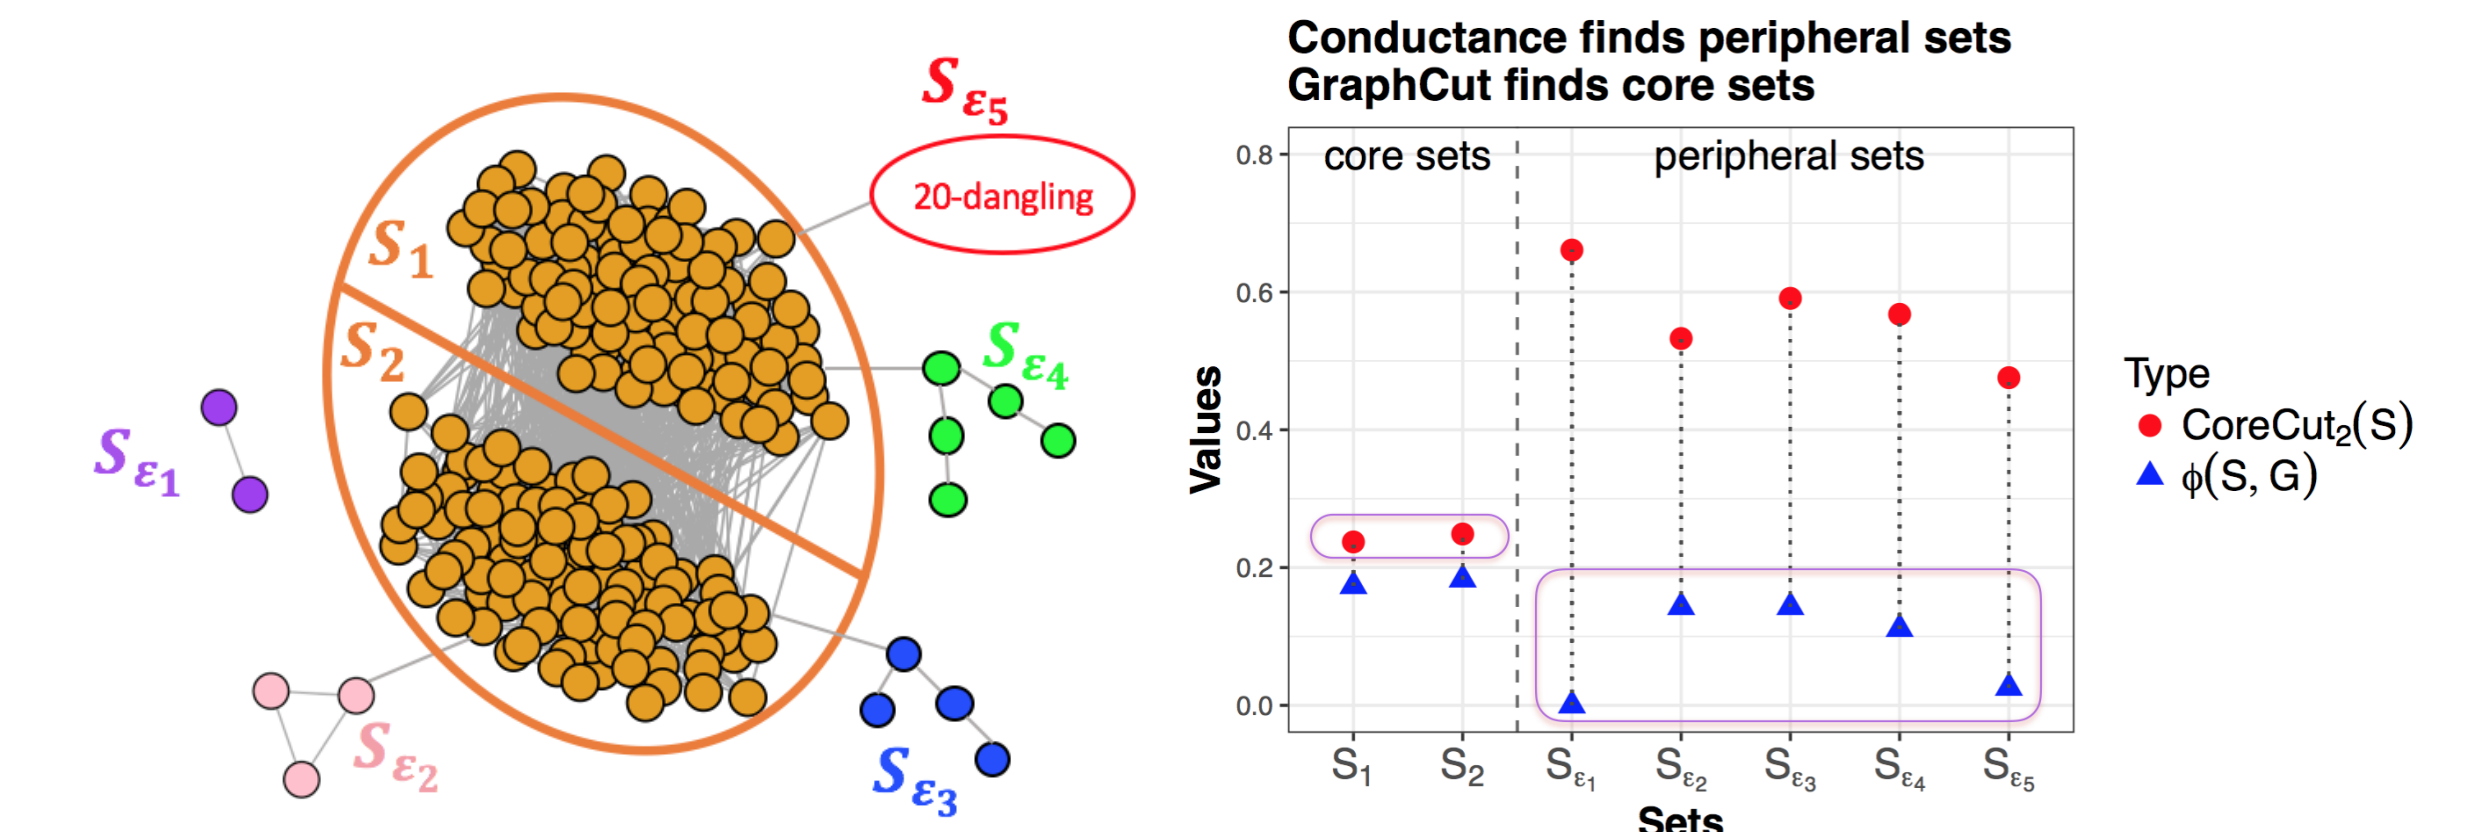 S₁
S₂
S_ε₁
S_ε₂
S_ε₃
S_ε₄
S_ε₅
20-dangling
Conductance finds peripheral sets
GraphCut finds core sets
core sets
peripheral sets
Values
0.8
0.6
0.4
0.2
0.0
S₁ S₂ S_ε₁ S_ε₂ S_ε₃ S_ε₄ S_ε₅
Sets
Type
CoreCut₂(S)
ϕ(S, G)